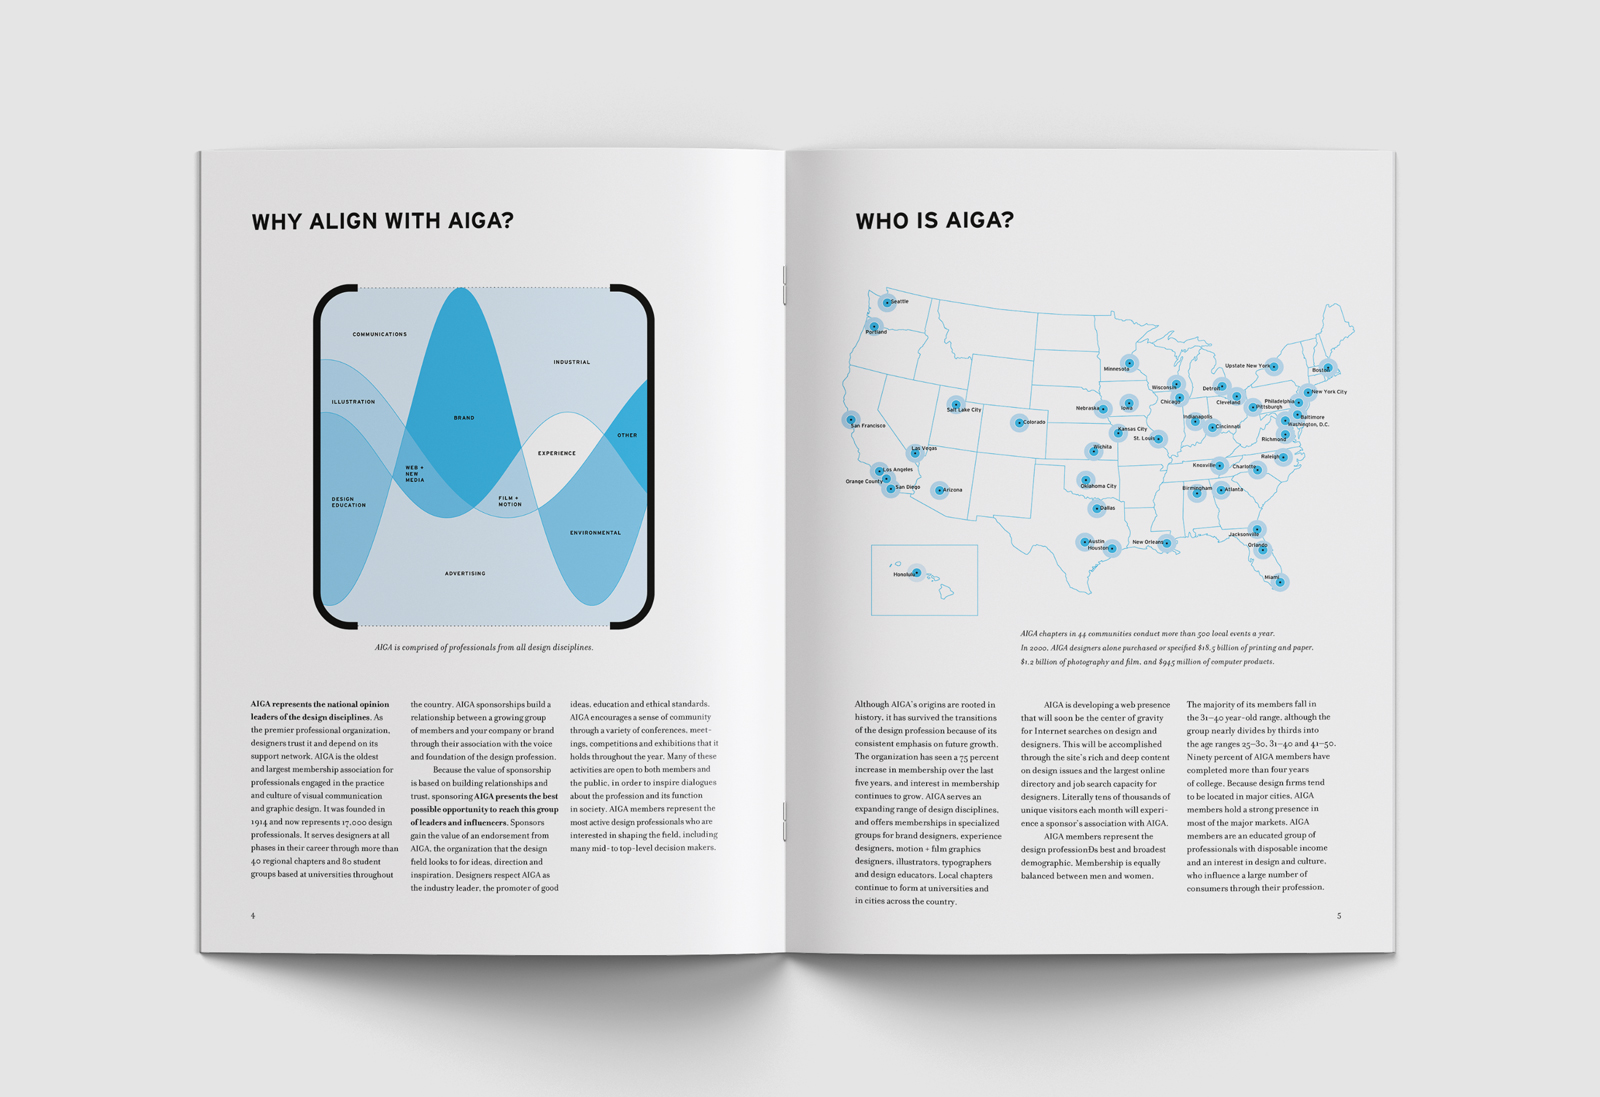 WHY ALIGN WITH AIGA?
COMMUNICATIONS
INDUSTRIAL
ILLUSTRATION
BRAND
OTHER
EXPERIENCE
WEB +
NEW
MEDIA
DESIGN
EDUCATION
FILM +
MOTION
ENVIRONMENTAL
ADVERTISING
AIGA is comprised of professionals from all design disciplines.
AIGA represents the national opinion
leaders of the design disciplines. As
the premier professional organization,
designers trust it and depend on its
support network. AIGA is the oldest
and largest membership association for
professionals engaged in the practice
and culture of visual communication
and graphic design. It was founded in
1914 and now represents 17,000 design
professionals. It serves designers at all
phases in their career through more than
40 regional chapters and 80 student
groups based at universities throughout
the country. AIGA sponsorships build a
relationship between a growing group
of members and your company or brand
through their association with the voice
and foundation of the design profession.
Because the value of sponsorship
is based on building relationships and
trust, sponsoring AIGA presents the best
possible opportunity to reach this group
of leaders and influencers. Sponsors
gain the value of an endorsement from
AIGA, the organization that the design
field looks to for ideas, direction and
inspiration. Designers respect AIGA as
the industry leader, the promoter of good
ideas, education and ethical standards.
AIGA encourages a sense of community
through a variety of conferences, meet-
ings, competitions and exhibitions that it
holds throughout the year. Many of these
activities are open to both members and
the public, in order to inspire dialogues
about the profession and its function
in society. AIGA members represent the
most active design professionals who are
interested in shaping the field, including
many mid- to top-level decision makers.
4
WHO IS AIGA?
Seattle
Portland
Minnesota
Upstate New York
Boston
Wisconsin
Detroit
New York City
Salt Lake City
Nebraska
Iowa
Chicago
Cleveland
Philadelphia
Pittsburgh
San Francisco
Colorado
Indianapolis
Baltimore
Kansas City
Cincinnati
Washington, D.C.
St. Louis
Richmond
Las Vegas
Wichita
Raleigh
Los Angeles
Knoxville
Charlotte
Orange County
San Diego
Arizona
Oklahoma City
Birmingham
Atlanta
Dallas
Jacksonville
Austin
Houston
New Orleans
Orlando
Honolulu
Miami
AIGA chapters in 44 communities conduct more than 500 local events a year.
In 2000, AIGA designers alone purchased or specified $18.5 billion of printing and paper,
$1.2 billion of photography and film, and $945 million of computer products.
Although AIGA's origins are rooted in
history, it has survived the transitions
of the design profession because of its
consistent emphasis on future growth.
The organization has seen a 75 percent
increase in membership over the last
five years, and interest in membership
continues to grow. AIGA serves an
expanding range of design disciplines,
and offers memberships in specialized
groups for brand designers, experience
designers, motion + film graphics
designers, illustrators, typographers
and design educators. Local chapters
continue to form at universities and
in cities across the country.
AIGA is developing a web presence
that will soon be the center of gravity
for Internet searches on design and
designers. This will be accomplished
through the site's rich and deep content
on design issues and the largest online
directory and job search capacity for
designers. Literally tens of thousands of
unique visitors each month will experi-
ence a sponsor's association with AIGA.
AIGA members represent the
design professionÐs best and broadest
demographic. Membership is equally
balanced between men and women.
The majority of its members fall in
the 31–40 year-old range, although the
group nearly divides by thirds into
the age ranges 25–30, 31–40 and 41–50.
Ninety percent of AIGA members have
completed more than four years
of college. Because design firms tend
to be located in major cities, AIGA
members hold a strong presence in
most of the major markets. AIGA
members are an educated group of
professionals with disposable income
and an interest in design and culture,
who influence a large number of
consumers through their profession.
5